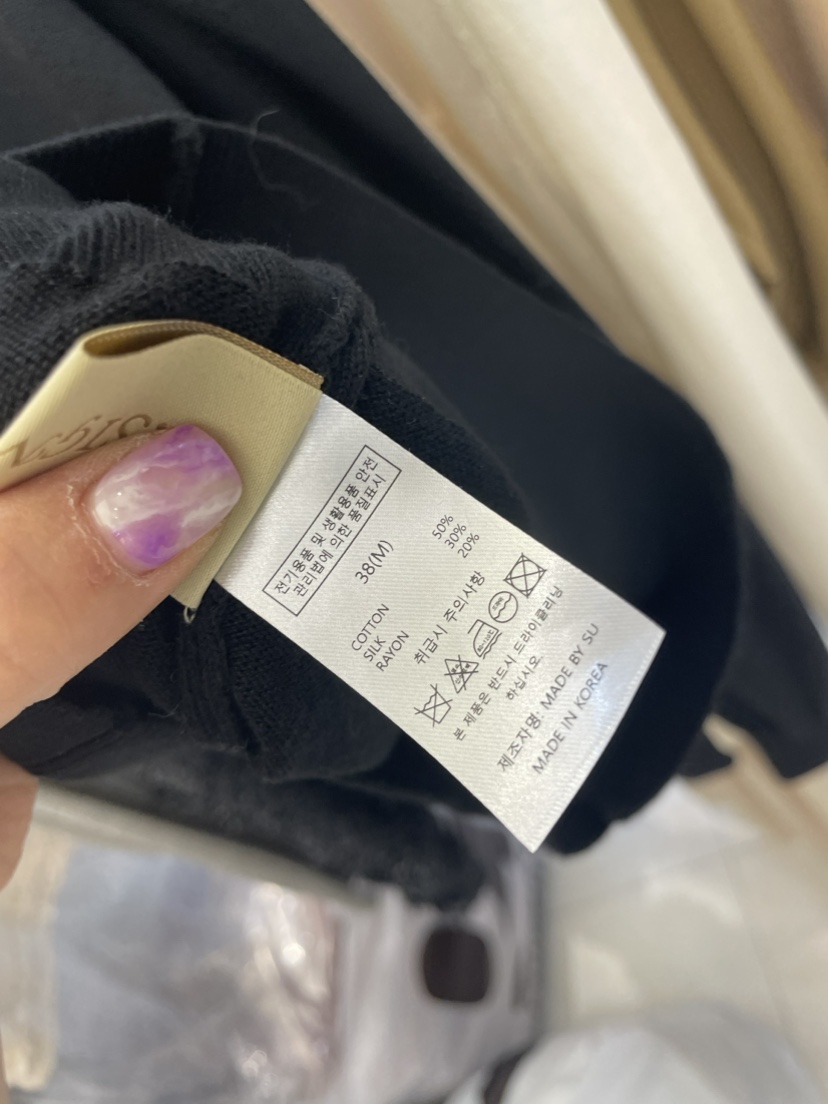 전기용품 및 생활용품 안전
관리법에 의한 품질표시
38(M)
COTTON 50%
SILK 30%
RAYON 20%
취급시 주의사항
본 제품은 반드시 드라이클리닝
하십시오.
제조자명: MADE BY SU
MADE IN KOREA